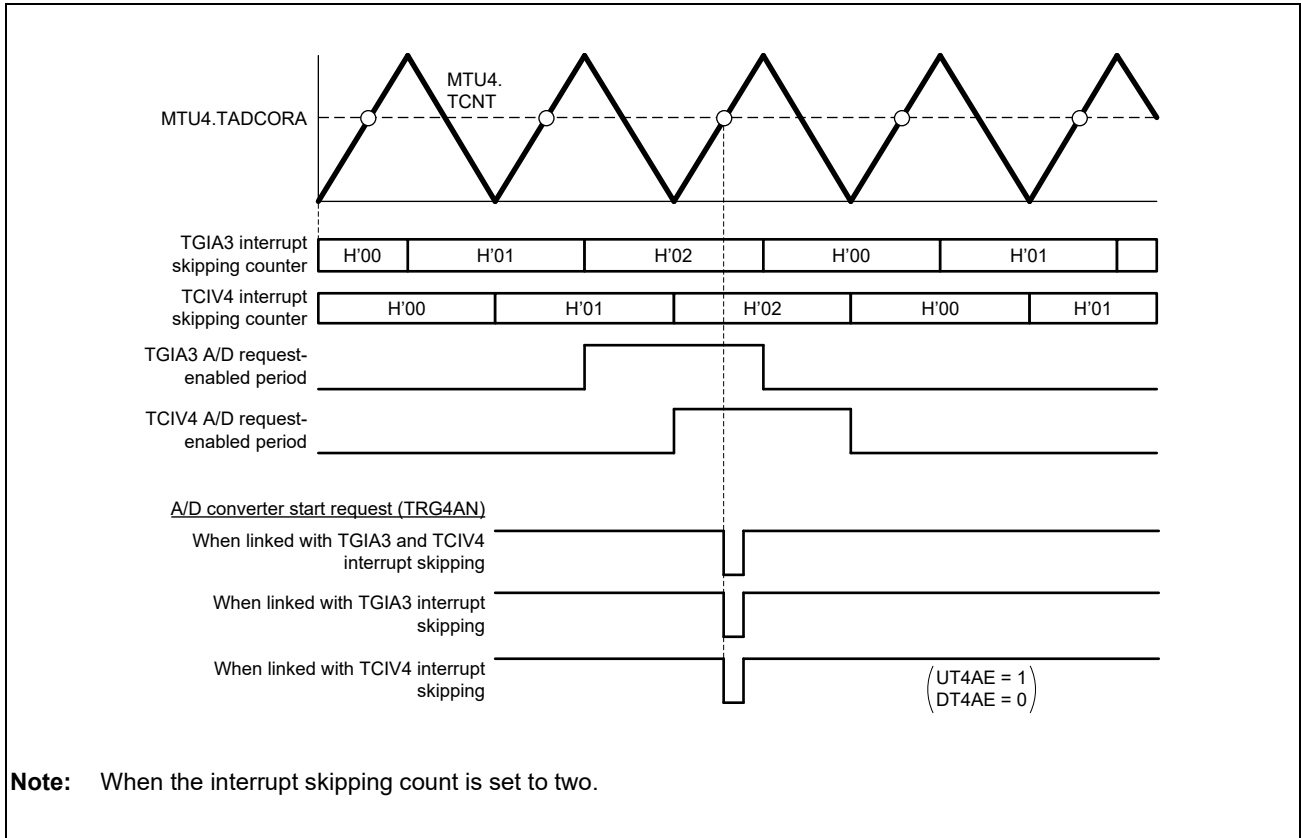 MTU4.
TCNT
MTU4.TADCORA
TGIA3 interrupt
skipping counter
H'00
H'01
H'02
H'00
H'01
TCIV4 interrupt
skipping counter
H'00
H'01
H'02
H'00
H'01
TGIA3 A/D request-
enabled period
TCIV4 A/D request-
enabled period
A/D converter start request (TRG4AN)
When linked with TGIA3 and TCIV4
interrupt skipping
When linked with TGIA3 interrupt
skipping
When linked with TCIV4 interrupt
skipping
UT4AE = 1
DT4AE = 0
Note: When the interrupt skipping count is set to two.